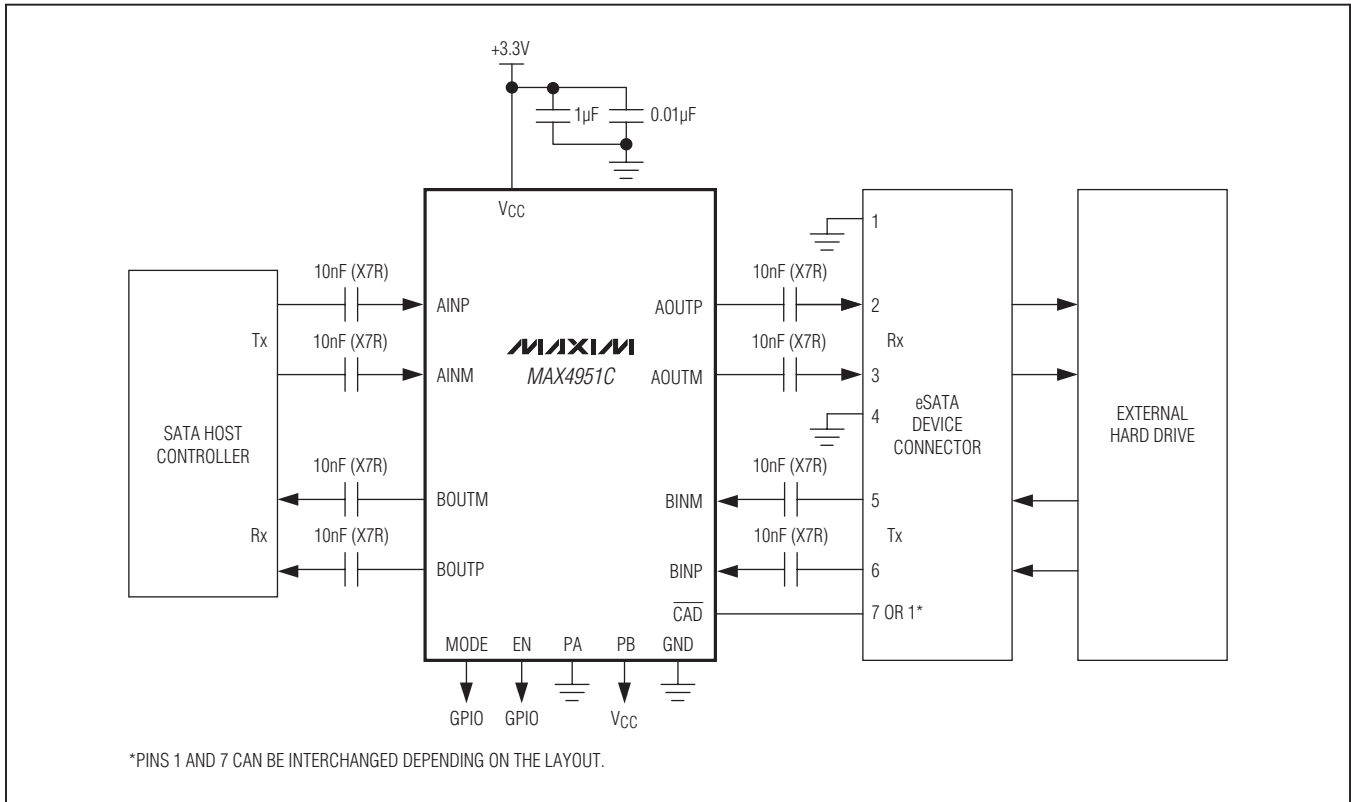 +3.3V
1µF
0.01µF
VCC
1
10nF (X7R)
10nF (X7R)
AINP
AOUTP
2
Tx
10nF (X7R)
MAXIM
10nF (X7R)
Rx
AINM
MAX4951C
AOUTM
3
SATA HOST
CONTROLLER
4
eSATA
DEVICE
CONNECTOR
EXTERNAL
HARD DRIVE
10nF (X7R)
10nF (X7R)
BOUTM
BINM
5
Rx
10nF (X7R)
10nF (X7R)
Tx
BOUTP
BINP
6
CAD
7 OR 1*
MODE
EN
PA
PB
GND
GPIO
GPIO
VCC
*PINS 1 AND 7 CAN BE INTERCHANGED DEPENDING ON THE LAYOUT.